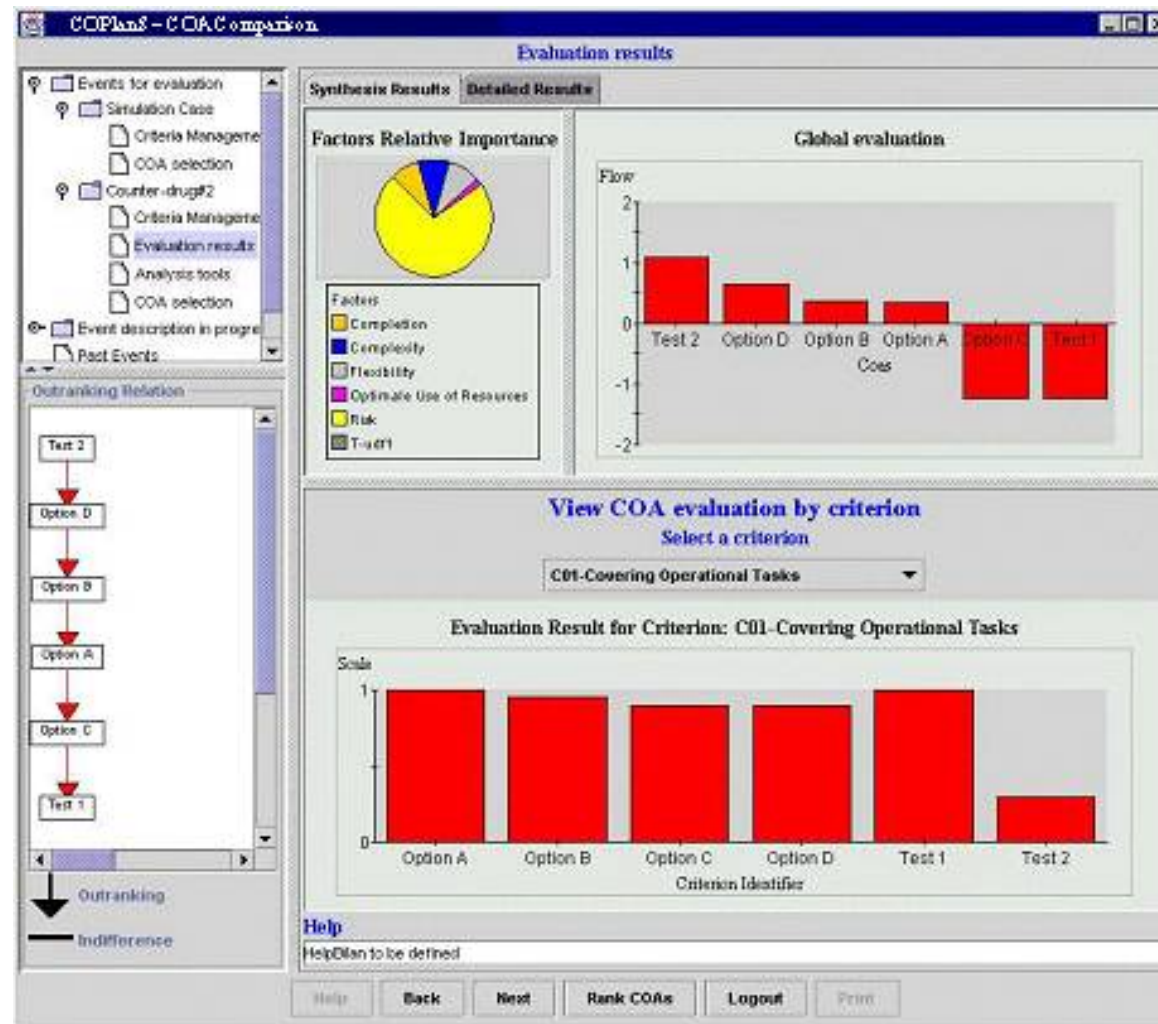 COPlanS – COA Comparison
Evaluation results
Events for evaluation
Simulation Case
Criteria Manageme
COA selection
Counter-drug#2
Criteria Manageme
Evaluation results
Analysis tools
COA selection
Event description in progre
Past Events
Outranking Relation
Test 2
Option D
Option B
Option A
Option C
Test 1
Outranking
Indifference
Synthesis Results Detailed Results
Factors Relative Importance
Factors
Completion
Complexity
Flexibility
Optimale Use of Resources
Risk
Global evaluation
Flow
2
1
0
-1
-2
Test 2 Option D Option B Option A Option C Test 1
Coas
View COA evaluation by criterion
Select a criterion
C01-Covering Operational Tasks
Evaluation Result for Criterion: C01-Covering Operational Tasks
Scale
1
0
Option A Option B Option C Option D Test 1 Test 2
Criterion Identifier
Help
to be defined
Help Back Next Rank COAs Logout Print